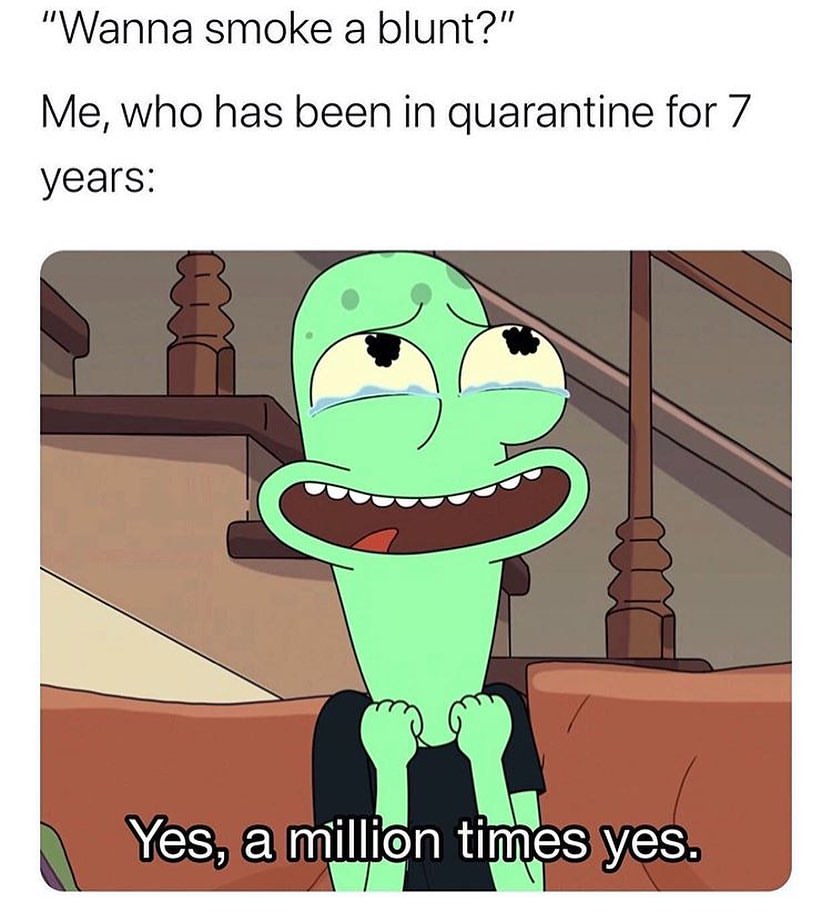 "Wanna smoke a blunt?"
Me, who has been in quarantine for 7
years:
Yes, a million times yes.